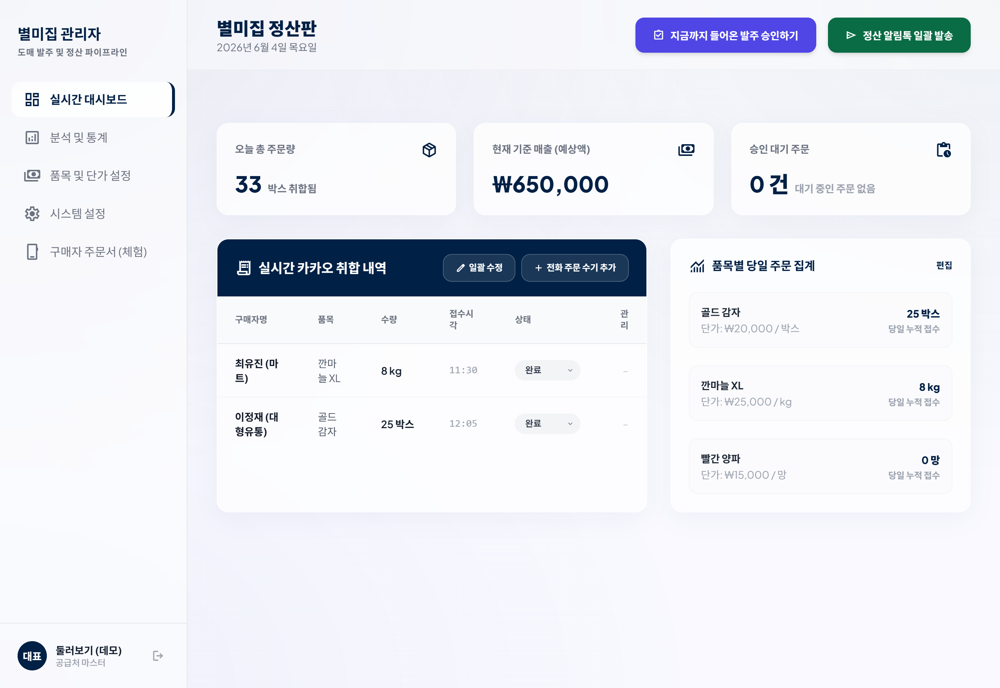 별미집 관리자
도매 발주 및 정산 파이프라인
실시간 대시보드
분석 및 통계
품목 및 단가 설정
시스템 설정
구매자 주문서 (체험)
대표
둘러보기 (데모)
공급처 마스터
별미집 정산판
2026년 6월 4일 목요일
지금까지 들어온 발주 승인하기
정산 알림톡 일괄 발송
오늘 총 주문량
33 박스 취합됨
현재 기준 매출 (예상액)
₩650,000
승인 대기 주문
0 건 대기 중인 주문 없음
실시간 카카오 취합 내역
일괄 수정
전화 주문 수기 추가
구매자명 품목 수량 접수시
각 상태 관
리
최유진 (마
트)
깐마
늘 XL
8 kg
11:30
완료
–
이정재 (대
형유통)
골드
감자
25 박스
12:05
완료
–
품목별 당일 주문 집계
편집
골드 감자
단가: ₩20,000 / 박스
25 박스
당일 누적 접수
깐마늘 XL
단가: ₩25,000 / kg
8 kg
당일 누적 접수
빨간 양파
단가: ₩15,000 / 망
0 망
당일 누적 접수